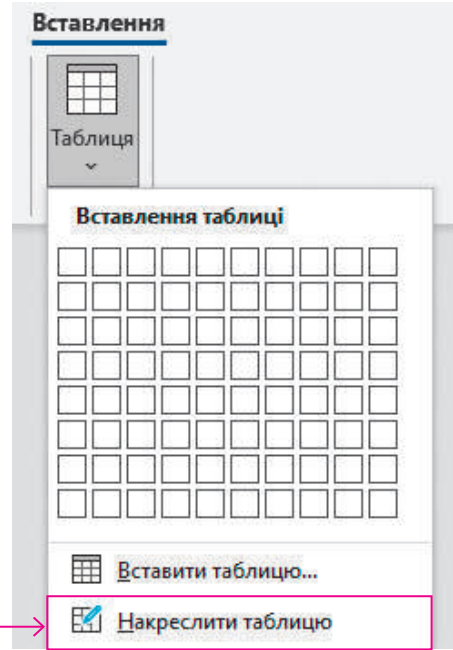 Вставлення
Таблиця
Вставлення таблиці
Вставити таблицю...
Накреслити таблицю